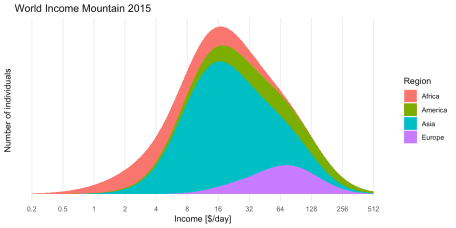 World Income Mountain 2015
Number of individuals
Region
Africa
America
Asia
Europe
0.2 0.5 1 2 4 8 16 32 64 128 256 512
Income [$/day]